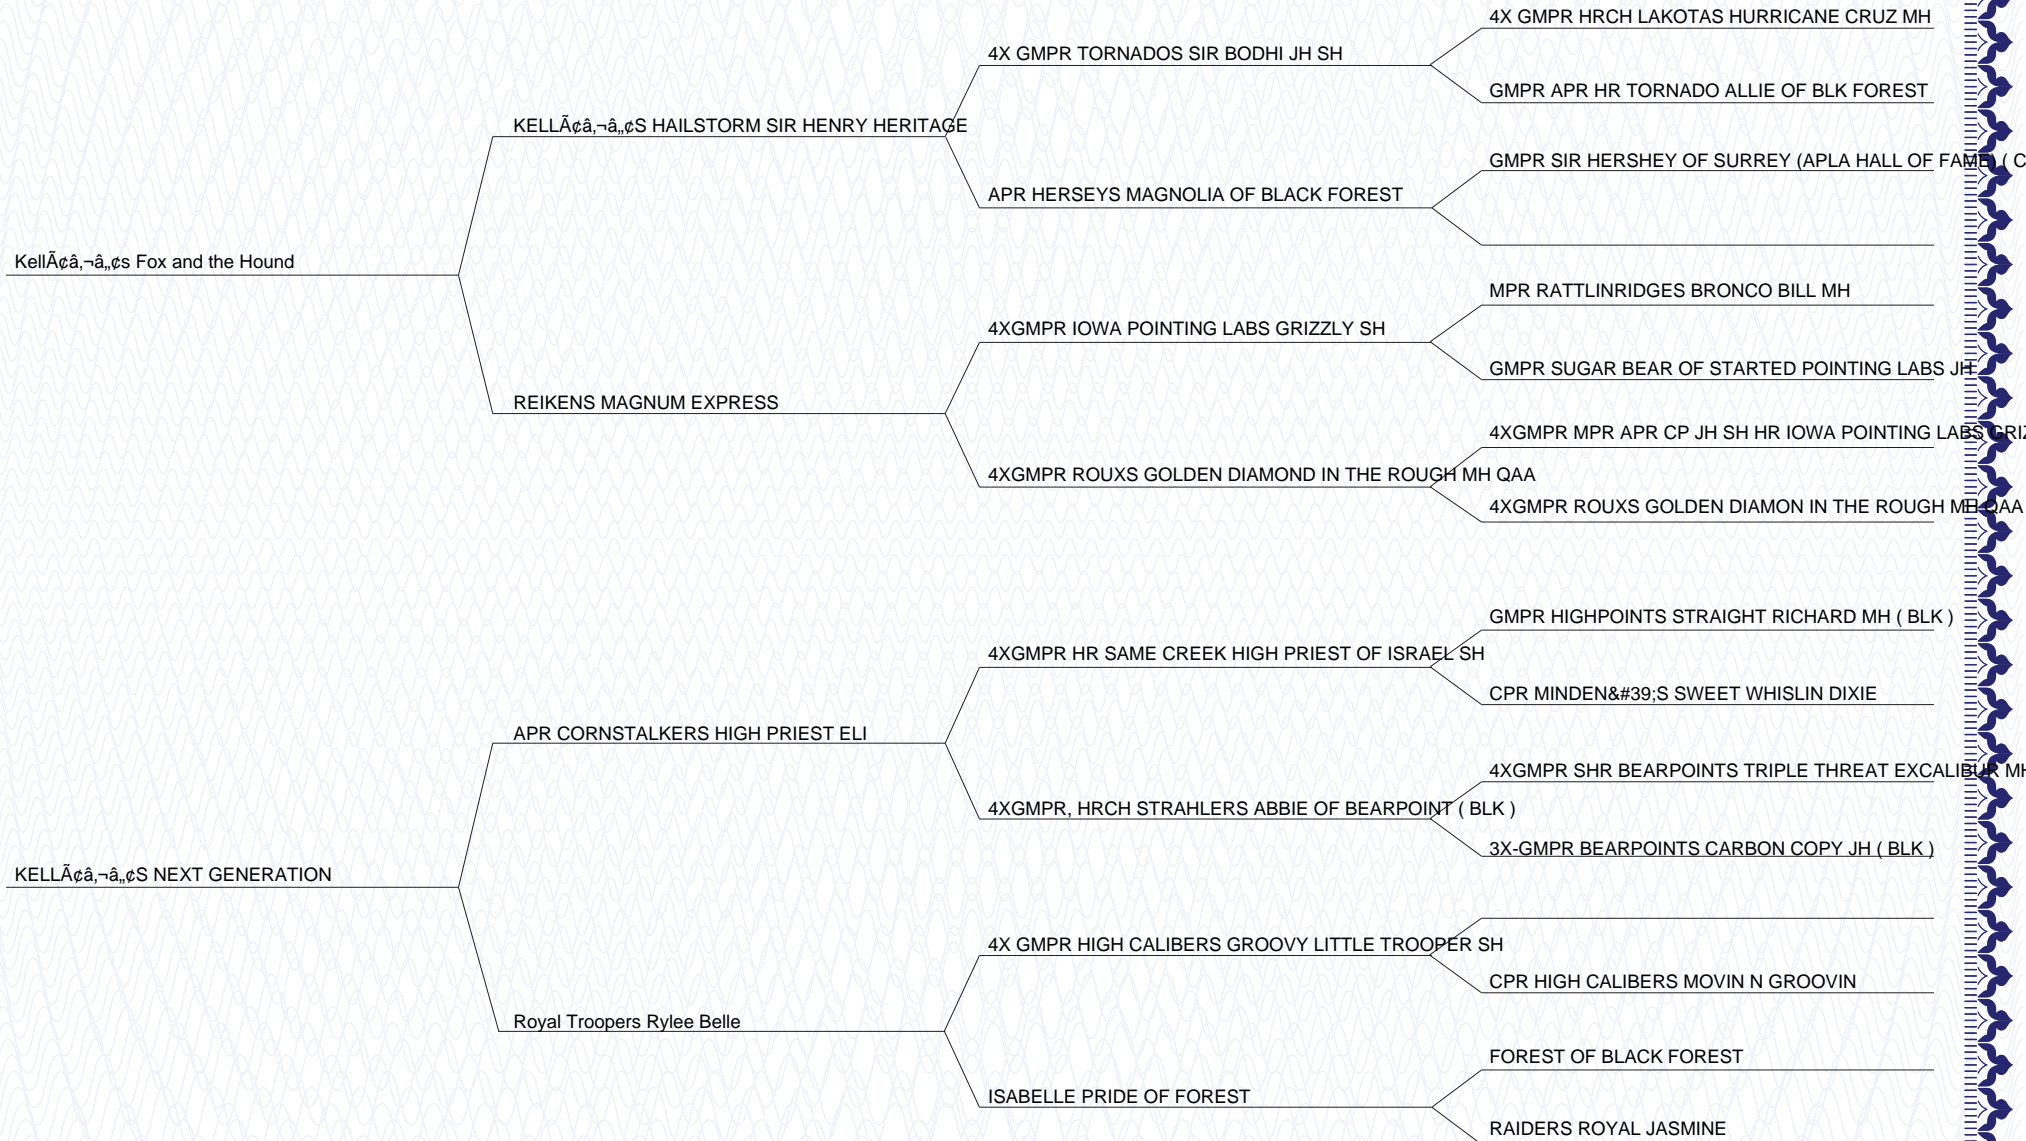 4X GMPR HRCH LAKOTAS HURRICANE CRUZ MH
4X GMPR TORNADOS SIR BODHI JH SH
GMPR APR HR TORNADO ALLIE OF BLK FOREST
KELLÃ¢â‚¬â„¢S HAILSTORM SIR HENRY HERITAGE
GMPR SIR HERSHEY OF SURREY (APLA HALL OF FAME) ( C
APR HERSEYS MAGNOLIA OF BLACK FOREST
KellÃ¢â‚¬â„¢s Fox and the Hound
MPR RATTLINRIDGES BRONCO BILL MH
4XGMPR IOWA POINTING LABS GRIZZLY SH
GMPR SUGAR BEAR OF STARTED POINTING LABS JH
REIKENS MAGNUM EXPRESS
4XGMPR MPR APR CP JH SH HR IOWA POINTING LABS GRIZ
4XGMPR ROUXS GOLDEN DIAMOND IN THE ROUGH MH QAA
4XGMPR ROUXS GOLDEN DIAMON IN THE ROUGH MH QAA
GMPR HIGHPOINTS STRAIGHT RICHARD MH ( BLK )
4XGMPR HR SAME CREEK HIGH PRIEST OF ISRAEL SH
CPR MINDEN&#39;S SWEET WHISLIN DIXIE
APR CORNSTALKERS HIGH PRIEST ELI
4XGMPR SHR BEARPOINTS TRIPLE THREAT EXCALIBUR MH
4XGMPR, HRCH STRAHLERS ABBIE OF BEARPOINT ( BLK )
3X-GMPR BEARPOINTS CARBON COPY JH ( BLK )
KELLÃ¢â‚¬â„¢S NEXT GENERATION
4X GMPR HIGH CALIBERS GROOVY LITTLE TROOPER SH
CPR HIGH CALIBERS MOVIN N GROOVIN
Royal Troopers Rylee Belle
FOREST OF BLACK FOREST
ISABELLE PRIDE OF FOREST
RAIDERS ROYAL JASMINE